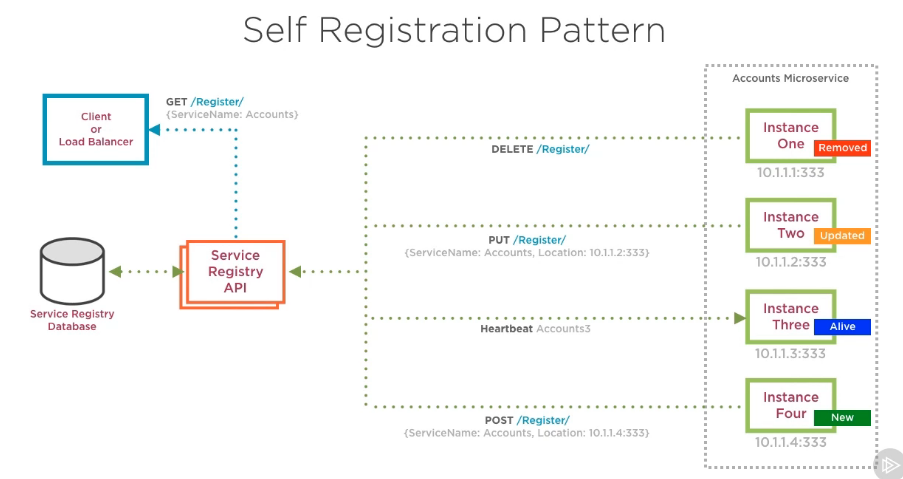 Self Registration Pattern
Accounts Microservice
GET /Register/
{ServiceName: Accounts}
Client
or
Load Balancer
Instance
One
Removed
10.1.1.1:333
DELETE /Register/
Instance
Two
Updated
10.1.1.2:333
PUT /Register/
{ServiceName: Accounts, Location: 10.1.1.2:333}
Service
Registry
API
Service Registry
Database
Instance
Three
Alive
10.1.1.3:333
Heartbeat Accounts3
Instance
Four
New
10.1.1.4:333
POST /Register/
{ServiceName: Accounts, Location: 10.1.1.4:333}